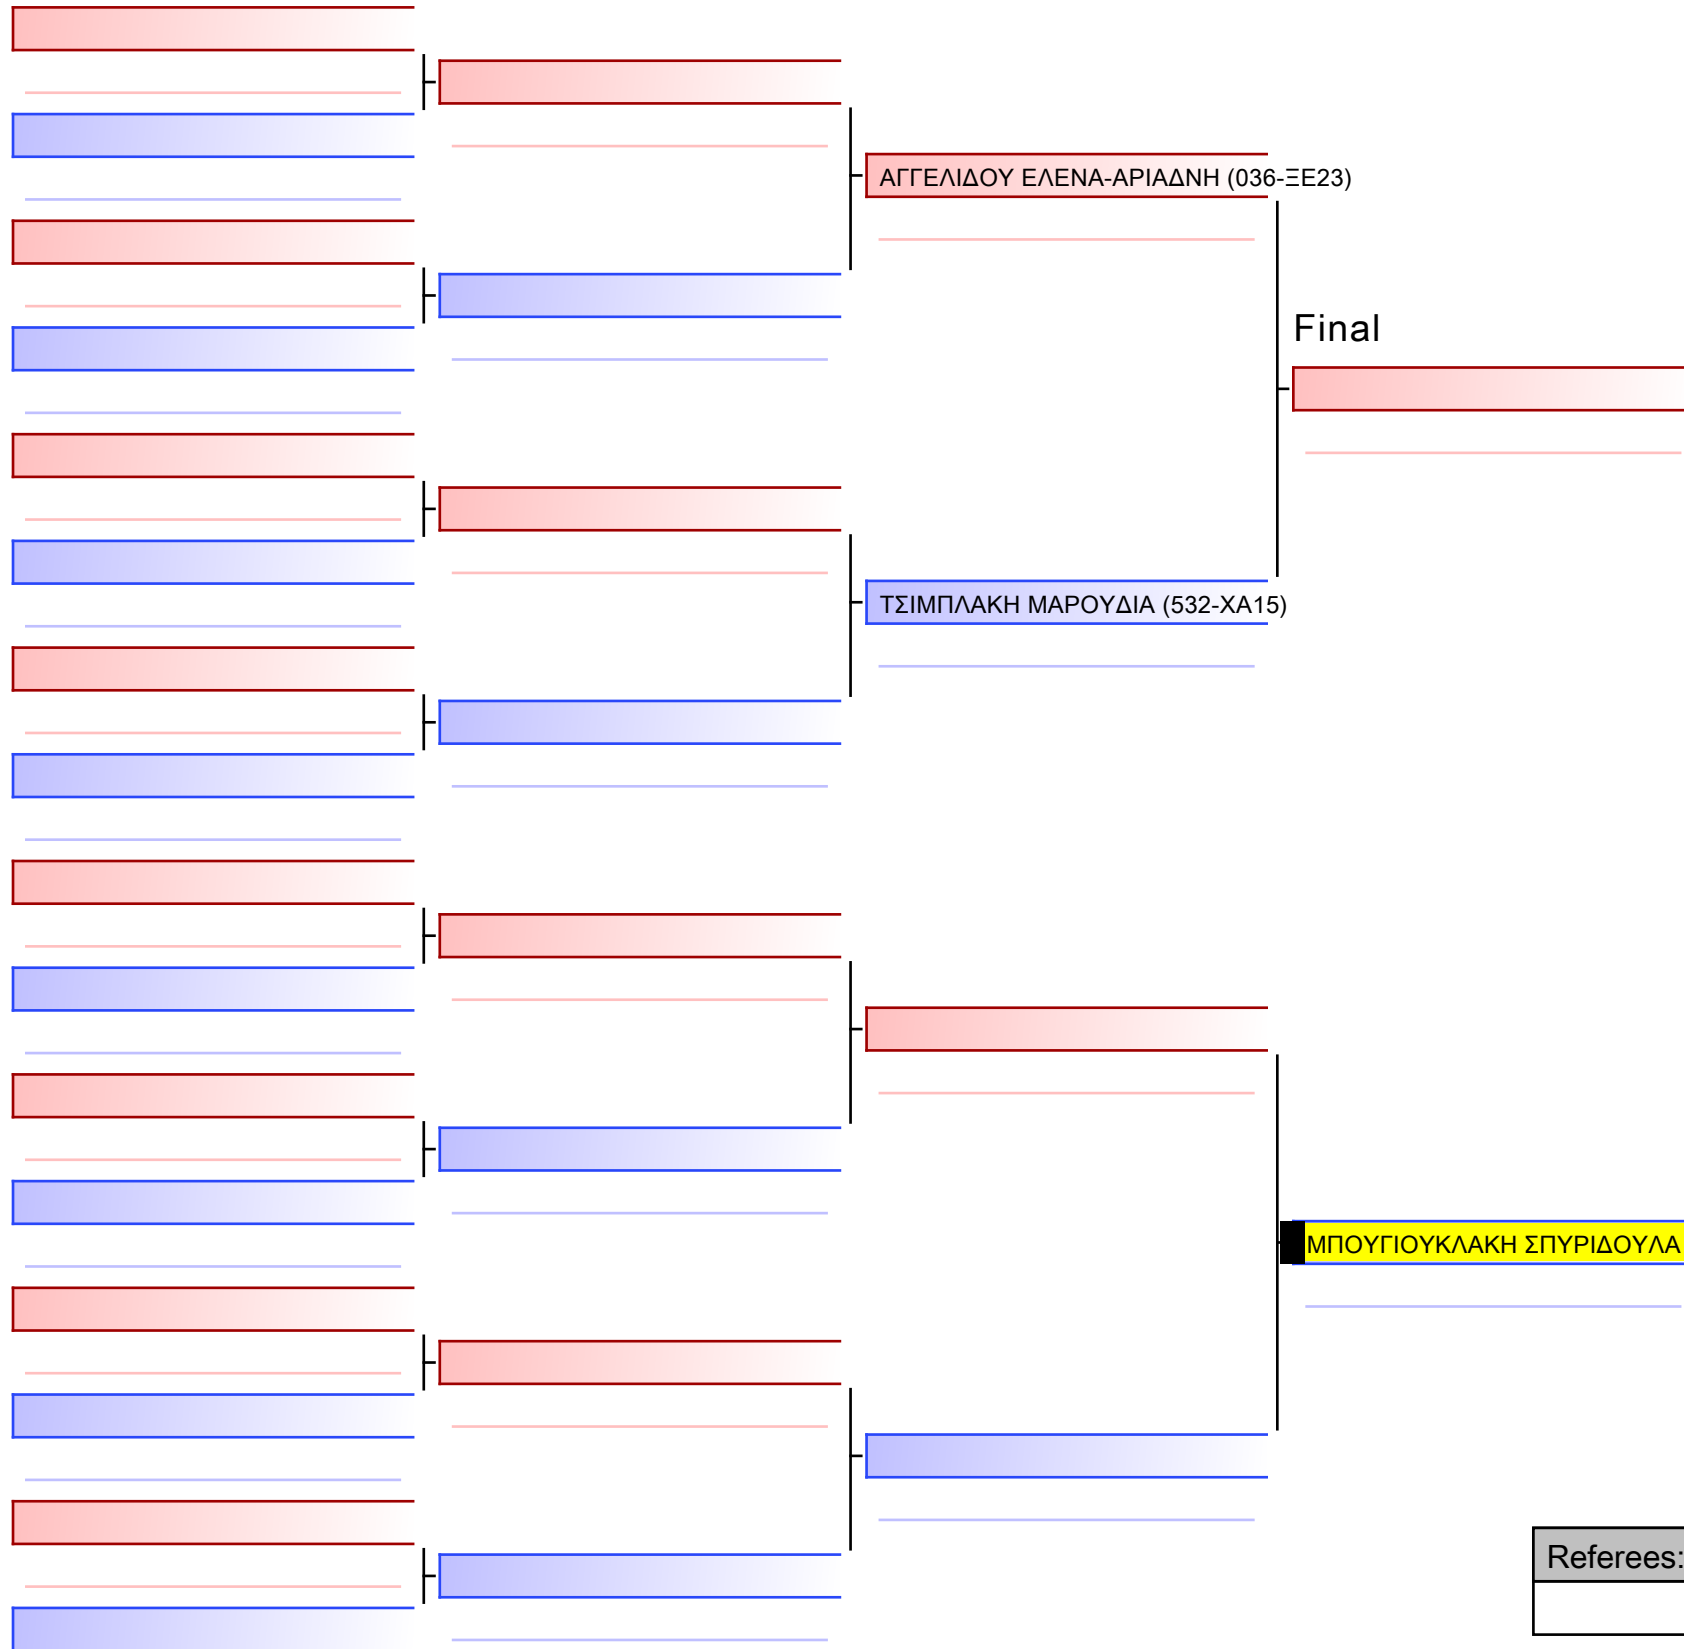 ΑΓΓΕΛΙΔΟΥ ΕΛΕΝΑ-ΑΡΙΑΔΝΗ (036-ΞΕ23)
Final
ΤΣΙΜΠΛΑΚΗ ΜΑΡΟΥΔΙΑ (532-ΧΑ15)
ΜΠΟΥΓΙΟΥΚΛΑΚΗ ΣΠΥΡΙΔΟΥΛΑ
Referees: